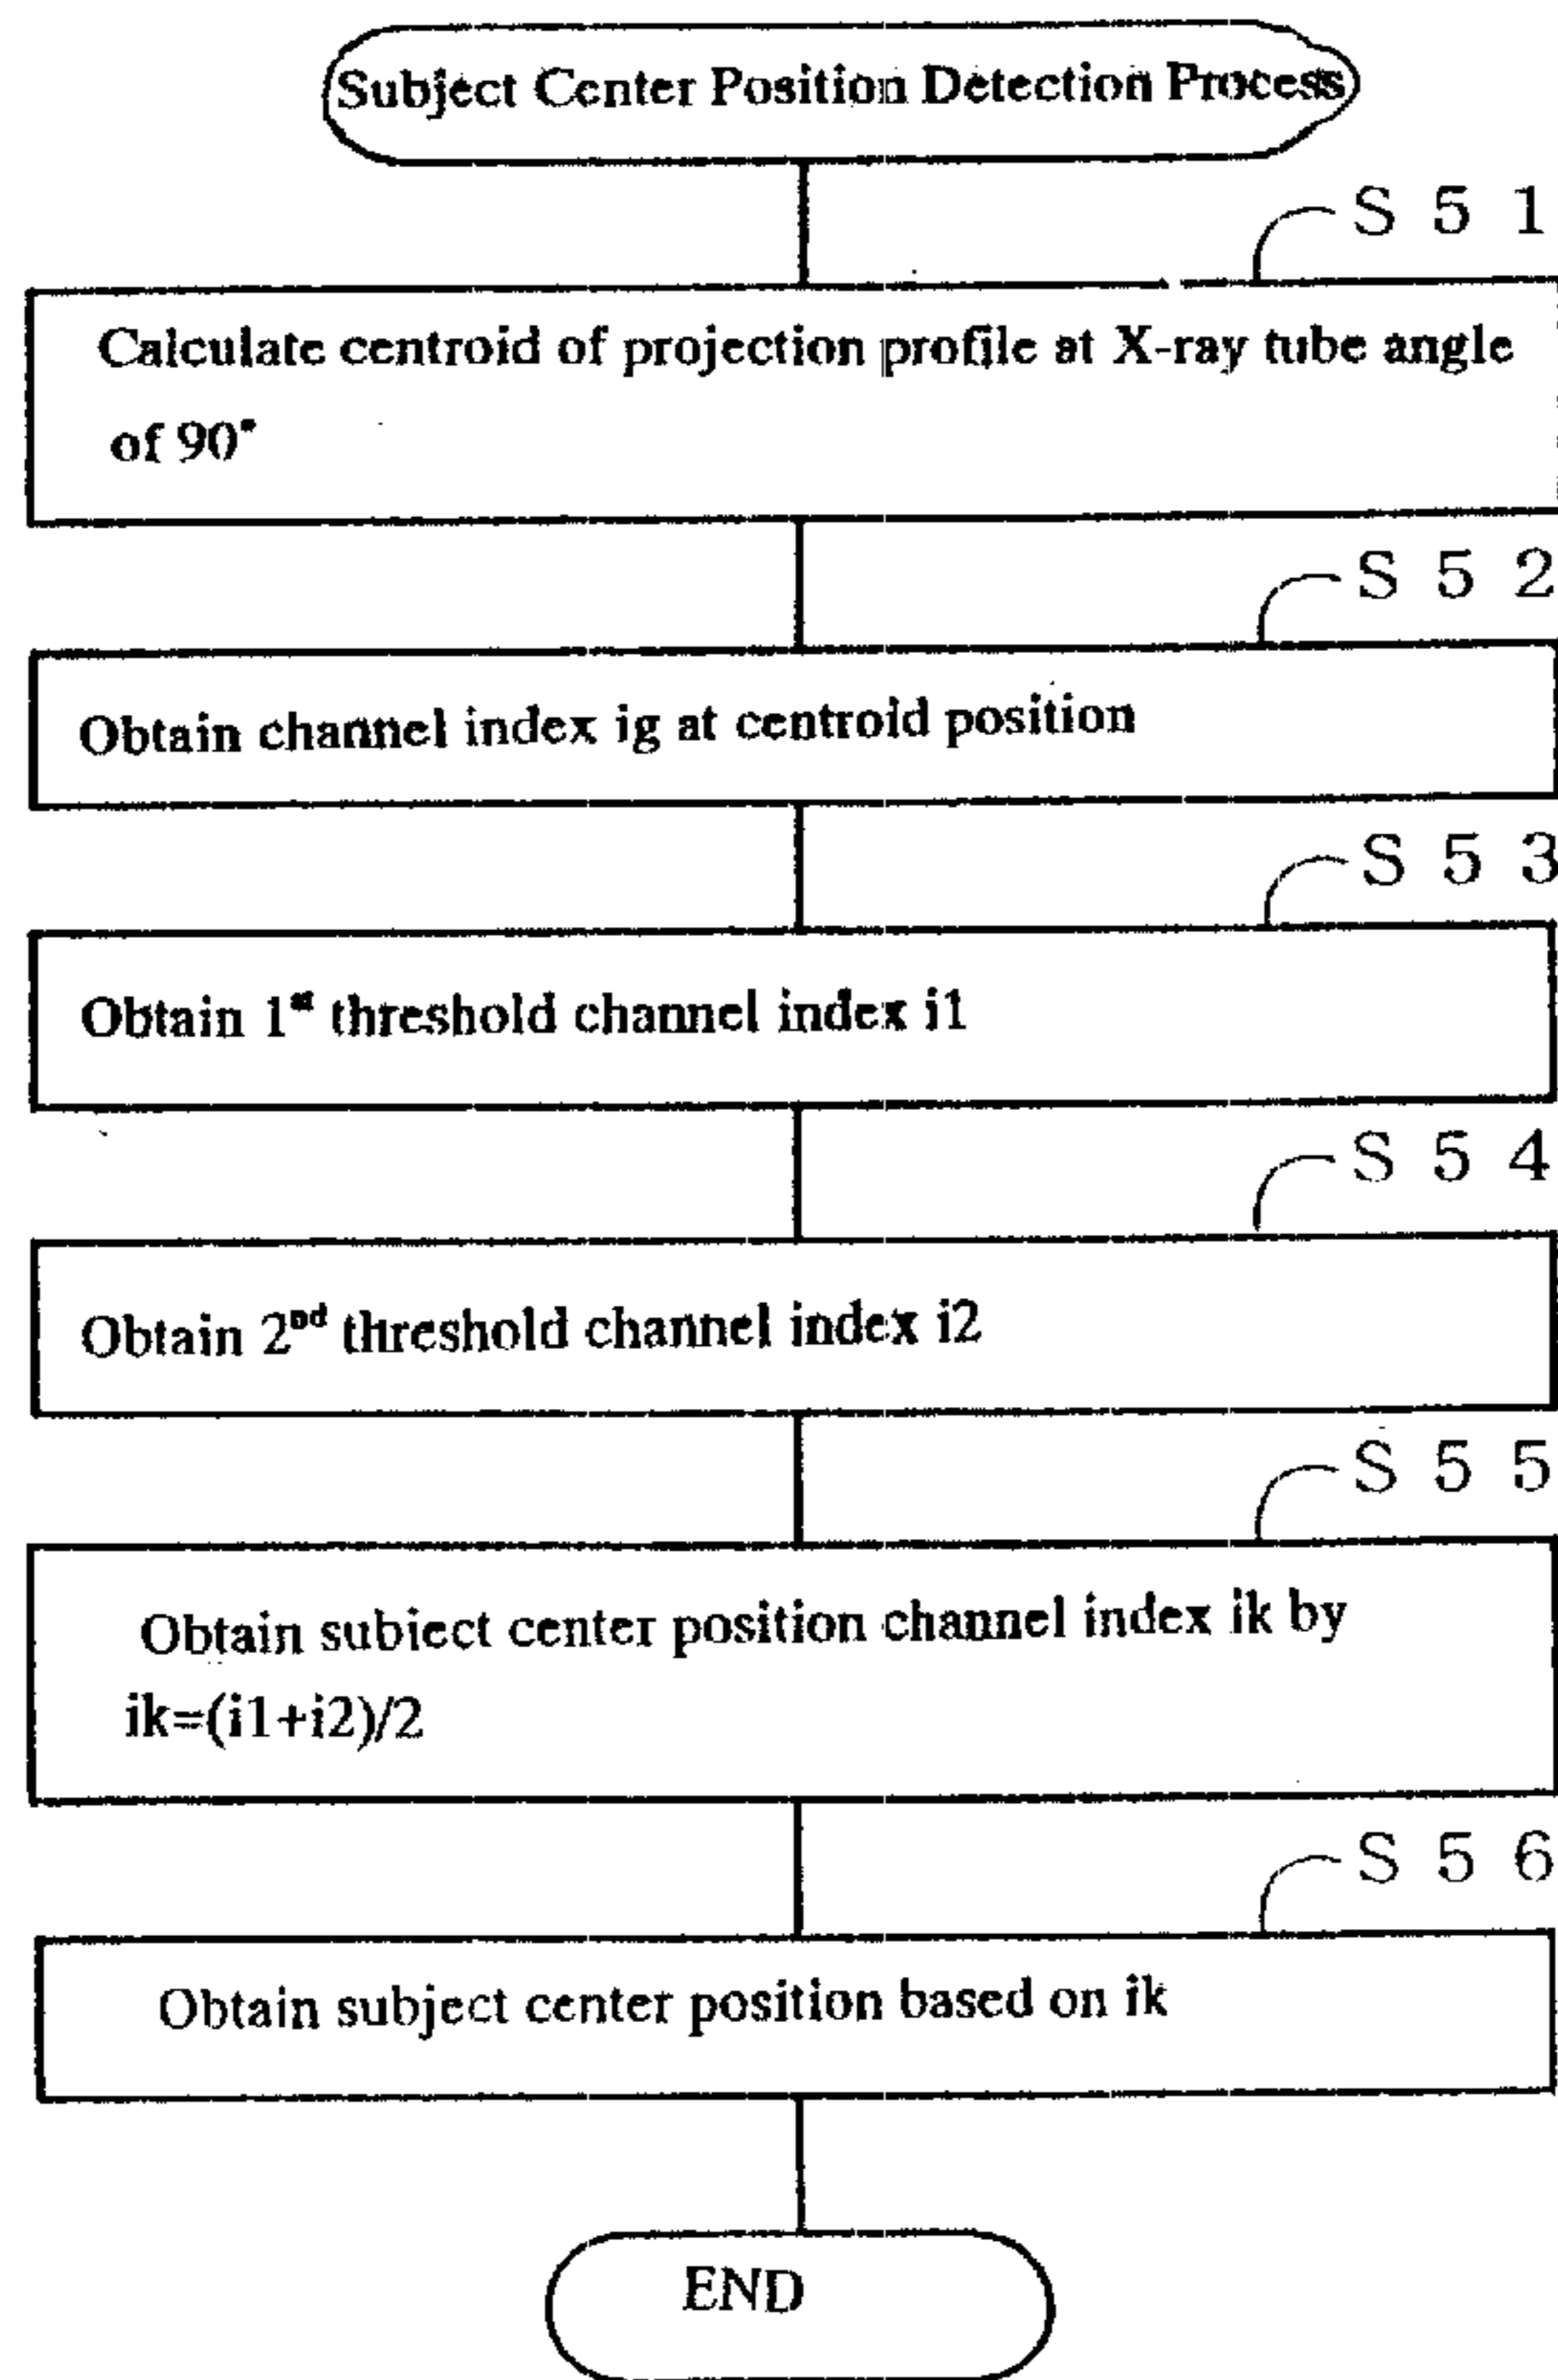 Subject Center Position Detection Process
S 5 1
Calculate centroid of projection profile at X-ray tube angle
of 90°
S 5 2
Obtain channel index ig at centroid position
S 5 3
Obtain 1st threshold channel index i1
S 5 4
Obtain 2nd threshold channel index i2
S 5 5
Obtain subject center position channel index ik by
ik=(i1+i2)/2
S 5 6
Obtain subject center position based on ik
END